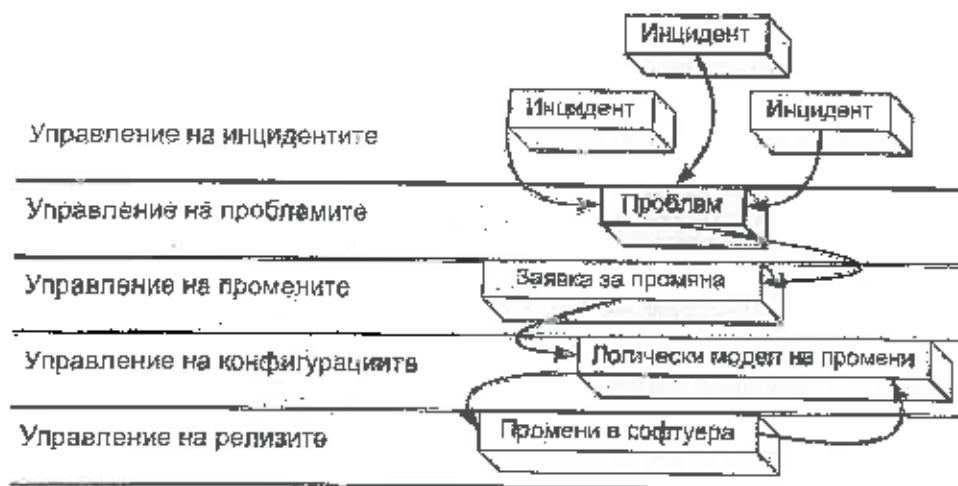 Инцидент
Инцидент
Инцидент
Управление на инцидентите
Управление на проблемите
Проблем
Управление на промените
Заявка за промяна
Управление на конфигурациите
Логически модел на промени
Управление на релизите
Промени в софтуера